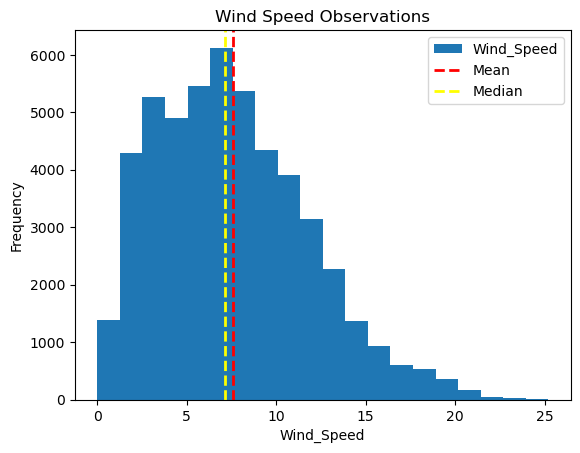 Wind Speed Observations
Wind_Speed
Mean
Median
Frequency
6000
5000
4000
3000
2000
1000
0
0 5 10 15 20 25
Wind_Speed